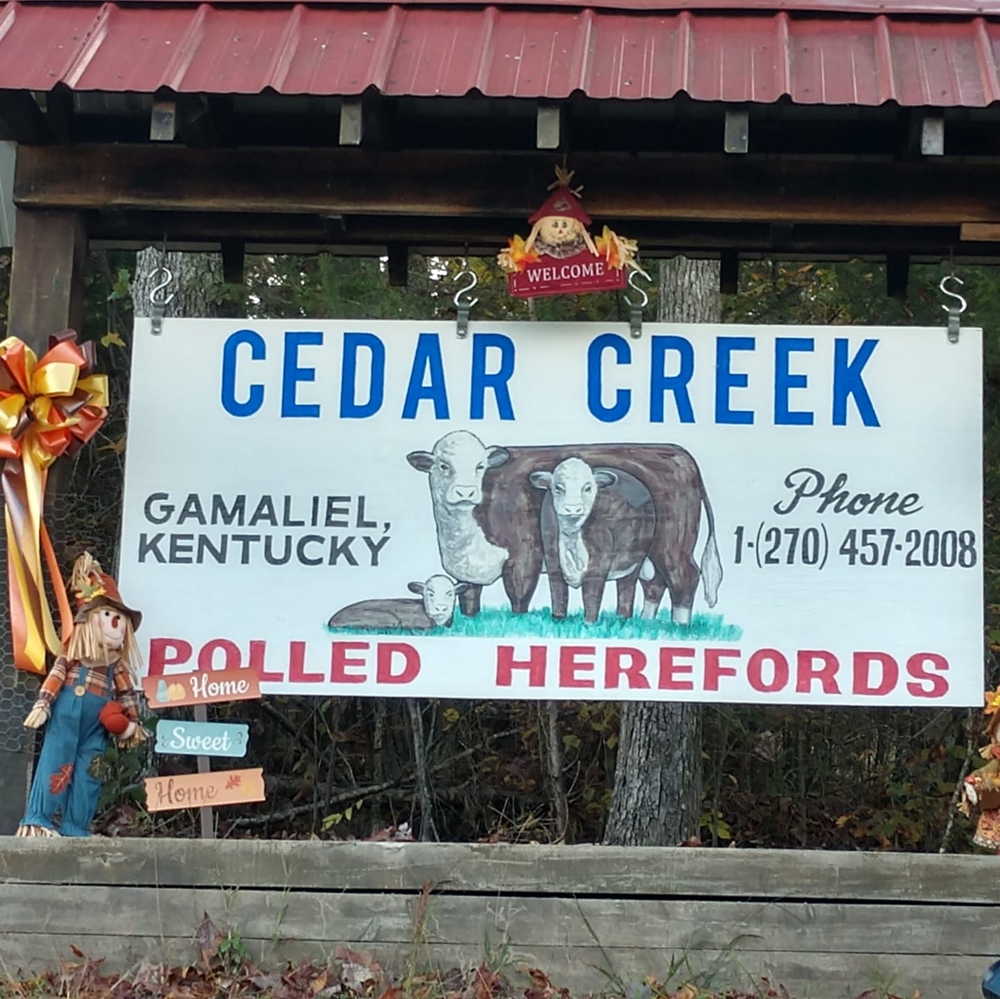 WELCOME
CEDAR CREEK
GAMALIEL,
KENTUCKY
Phone
1-(270) 457-2008
POLLED HEREFORDS
Home
Sweet
Home